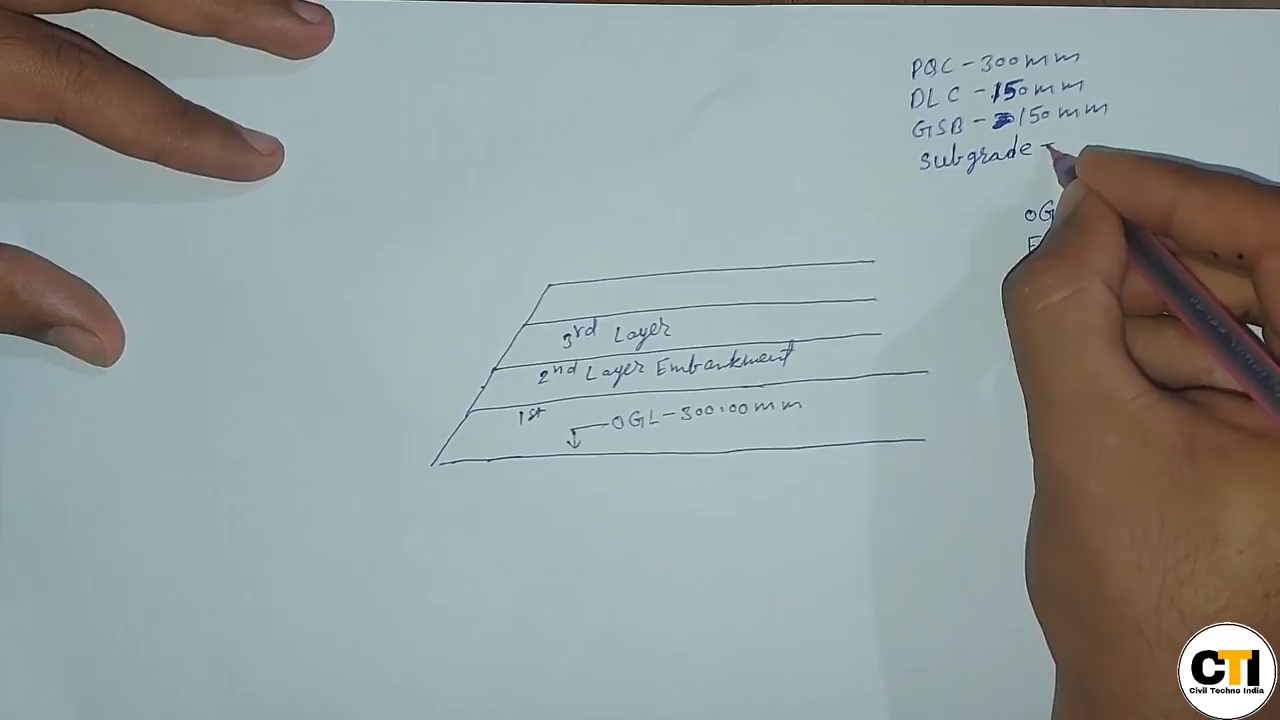 PQC - 300mm
DLC - 150mm
GSB - 150mm
Subgrade -
OG
3rd Layer
2nd Layer Embankment
1st
OGL - 300.00mm
CTI
Civil Techno India